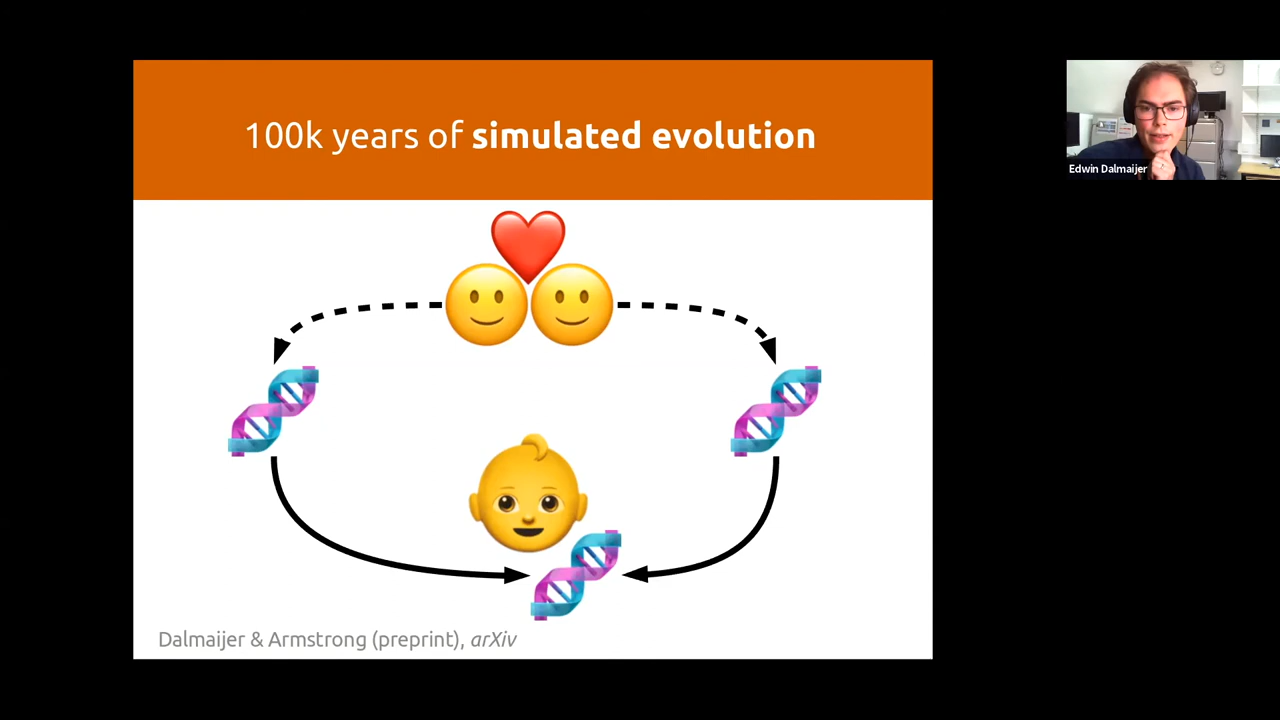 100k years of simulated evolution
Edwin Dalmaijer
Dalmaijer & Armstrong (preprint), arXiv